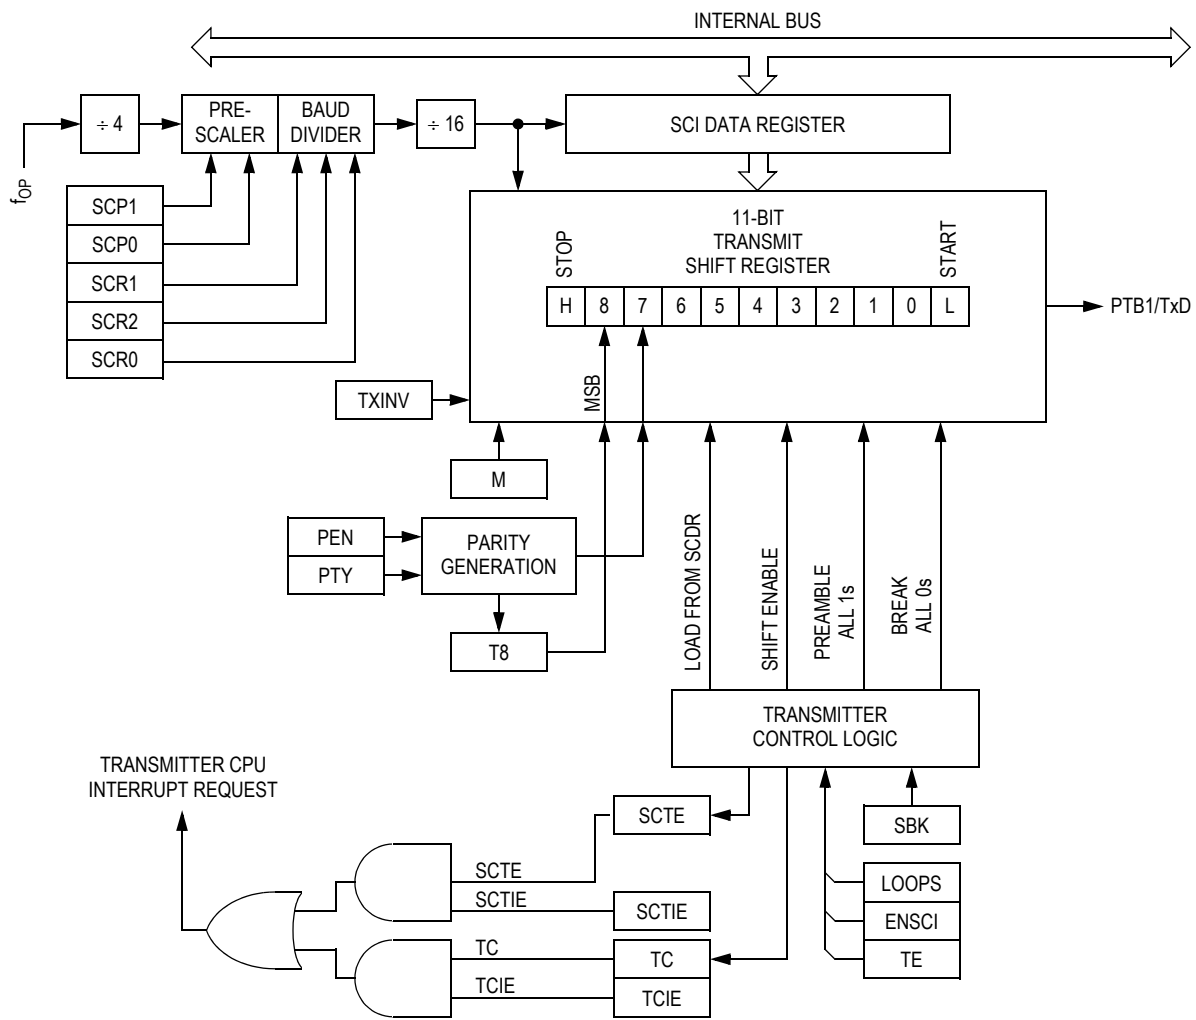 INTERNAL BUS
÷ 4
PRE-
SCALER
BAUD
DIVIDER
÷ 16
SCI DATA REGISTER
fOP
SCP1
SCP0
SCR1
SCR2
SCR0
11-BIT
TRANSMIT
SHIFT REGISTER
STOP
START
H 8 7 6 5 4 3 2 1 0 L
PTB1/TxD
MSB
TXINV
M
PEN
PTY
PARITY
GENERATION
T8
LOAD FROM SCDR
SHIFT ENABLE
PREAMBLE
ALL 1s
BREAK
ALL 0s
TRANSMITTER
CONTROL LOGIC
TRANSMITTER CPU
INTERRUPT REQUEST
SCTE
SBK
SCTE
SCTIE
SCTIE
LOOPS
ENSCI
TE
TC
TC
TCIE
TCIE